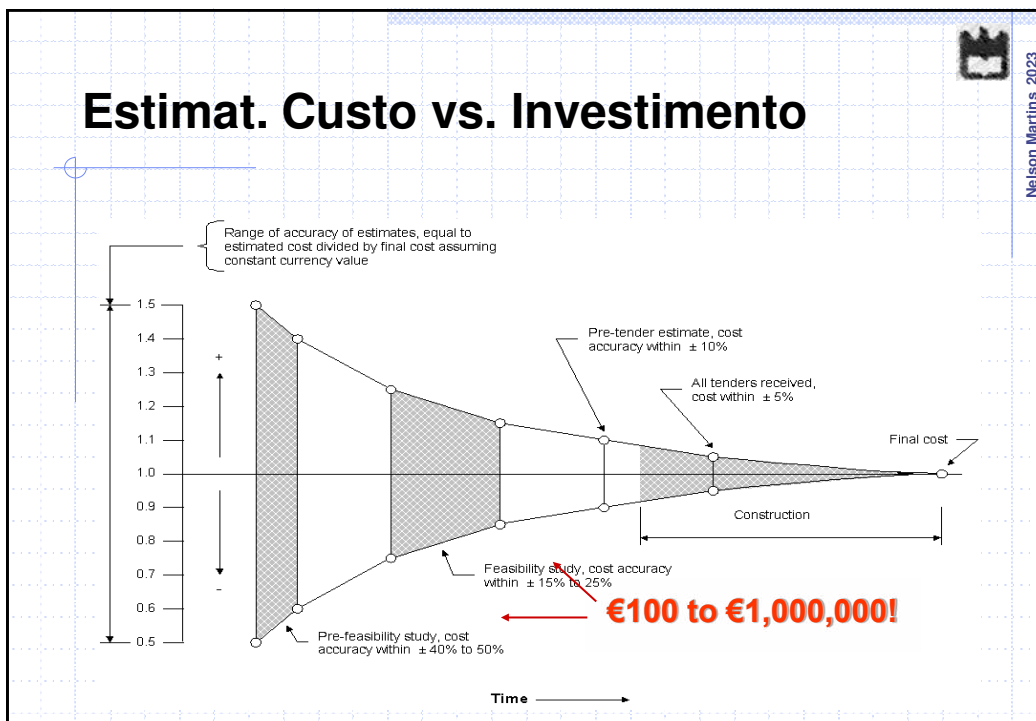 Nelson Martins, 2023
Estimat. Custo vs. Investimento
Range of accuracy of estimates, equal to
estimated cost divided by final cost assuming
constant currency value
1.5
1.4
1.3
1.2
1.1
1.0
0.9
0.8
0.7
0.6
0.5
+
-
Pre-tender estimate, cost
accuracy within ± 10%
All tenders received,
cost within ± 5%
Final cost
Construction
Feasibility study, cost accuracy
within ± 15% to 25%
€100 to €1,000,000!
Pre-feasibility study, cost
accuracy within ± 40% to 50%
Time